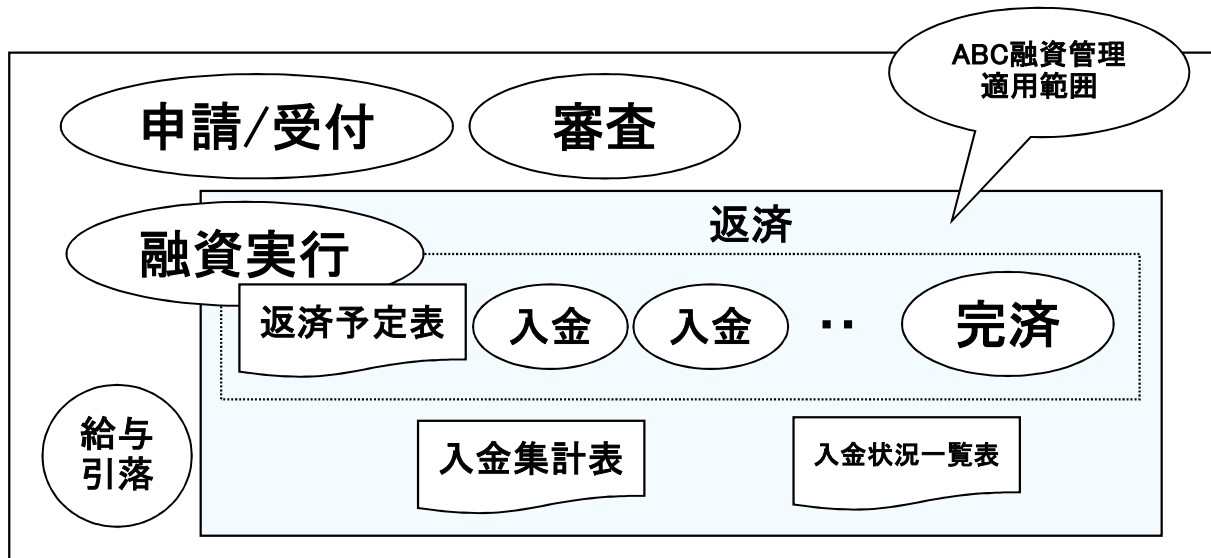 ABC融資管理
適用範囲
申請/受付
審査
返済
融資実行
返済予定表
入金
入金
‥
完済
給与
引落
入金集計表
入金状況一覧表